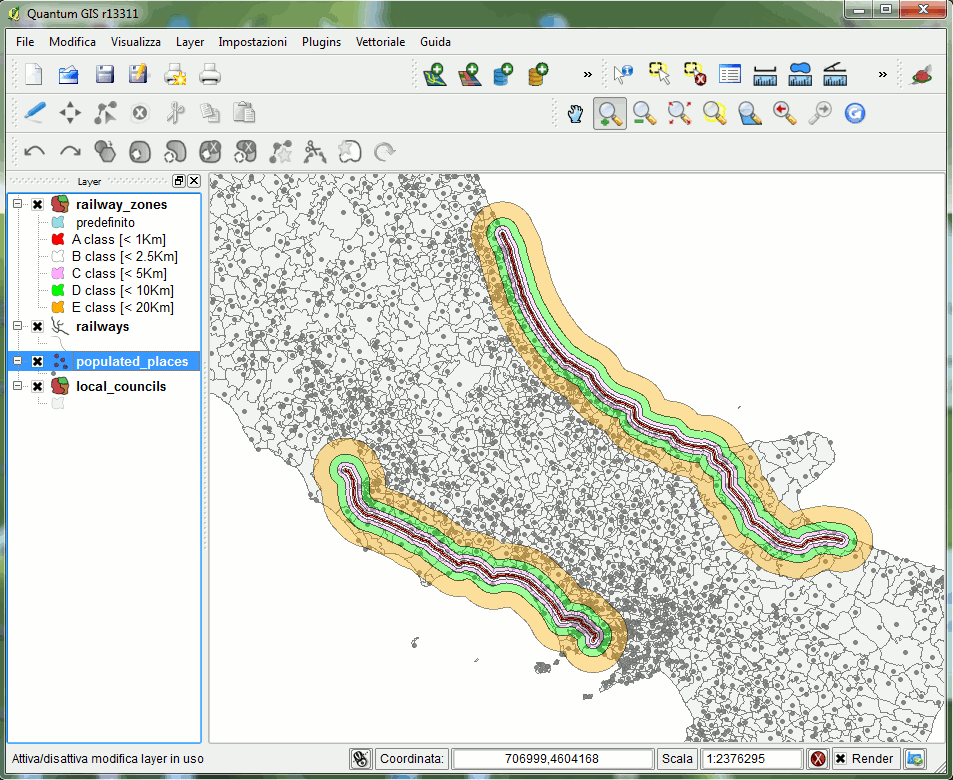 Quantum GIS r13311
File Modifica Visualizza Layer Impostazioni Plugins Vettoriale Guida
» »
Layer
railway_zones
predefinito
A class [< 1Km]
B class [< 2.5Km]
C class [< 5Km]
D class [< 10Km]
E class [< 20Km]
railways
populated_places
local_councils
Attiva/disattiva modifica layer in uso Coordinata: 706999,4604168 Scala 1:2376295 Render